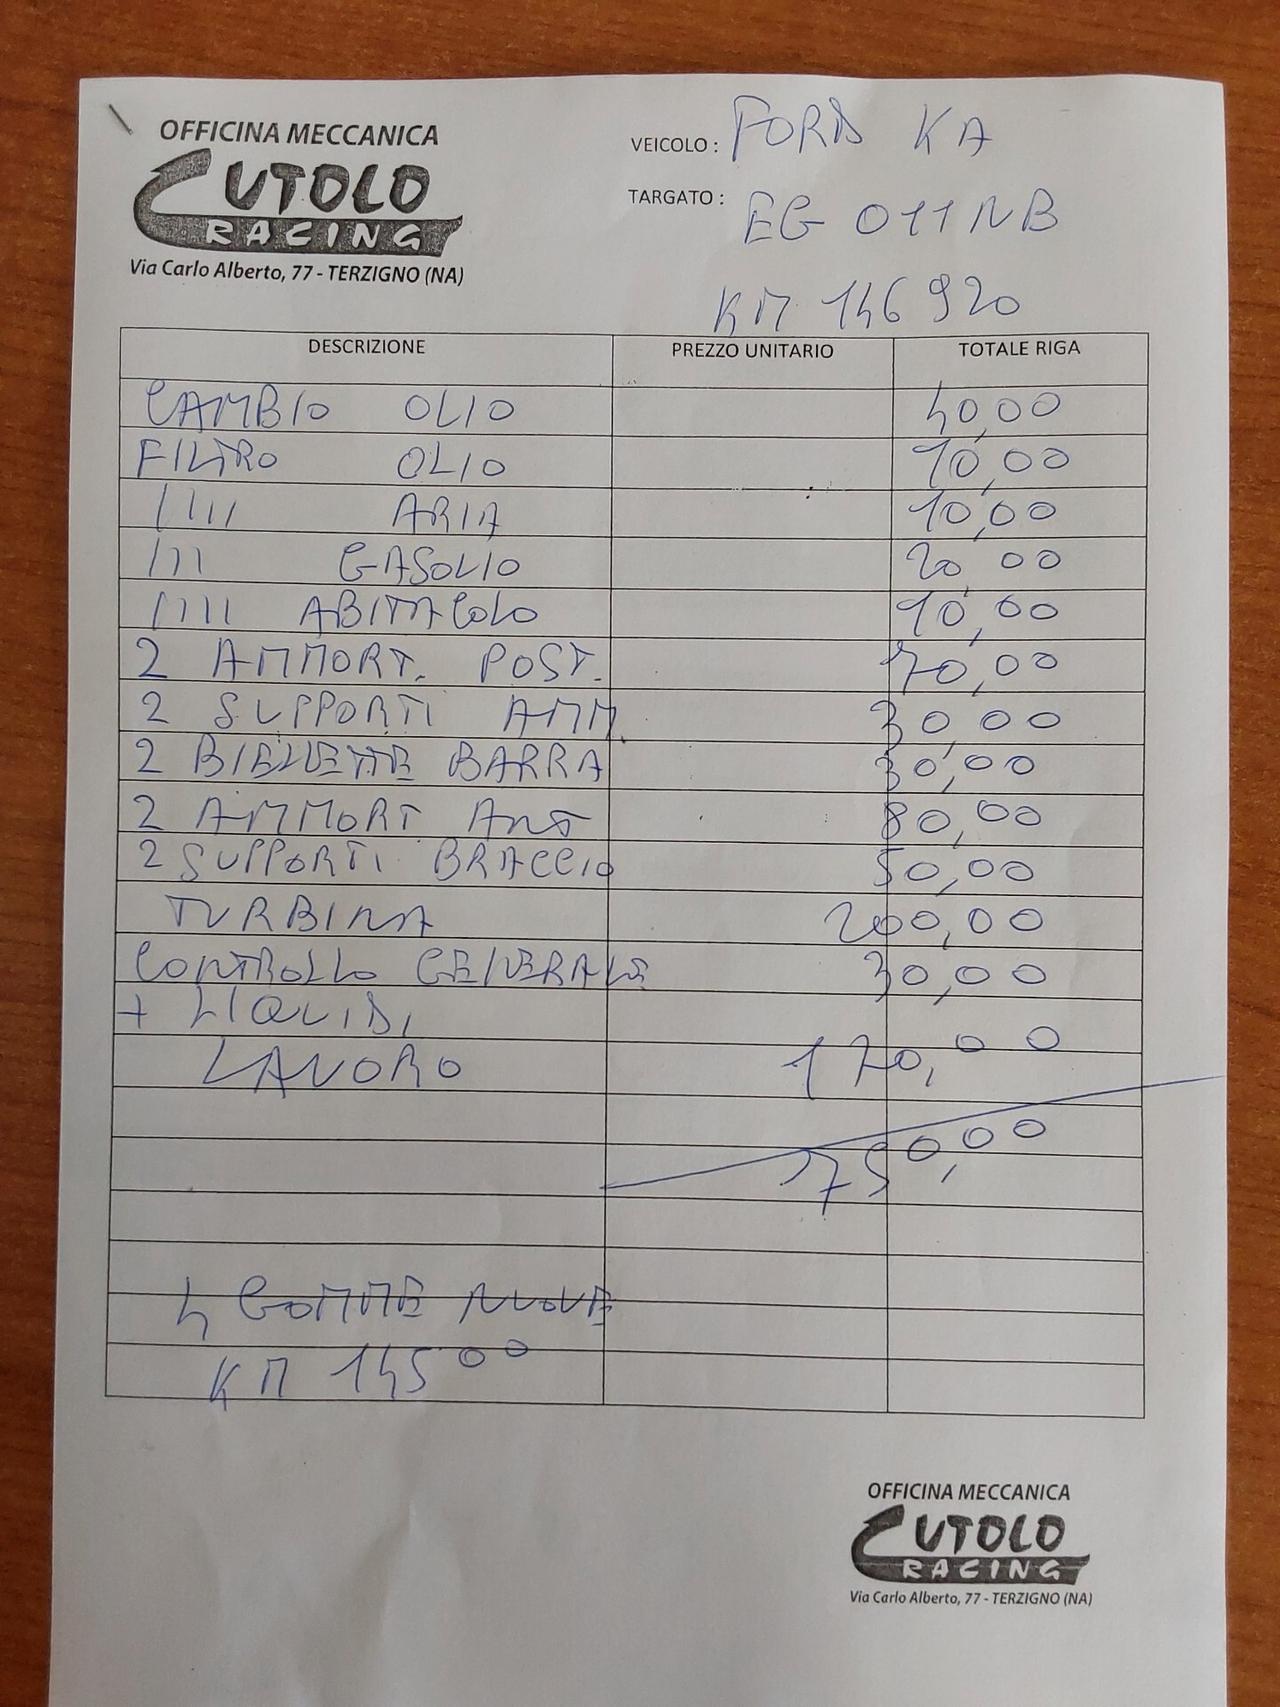 OFFICINA MECCANICA
CUTOLO
RACING
Via Carlo Alberto, 77 - TERZIGNO (NA)
VEICOLO : FORD KA
TARGATO : EG 011NB
KM 146920
DESCRIZIONE PREZZO UNITARIO TOTALE RIGA
CAMBIO OLIO 40,00
FILTRO OLIO 10,00
//// ARIA 10,00
/// GASOLIO 20,00
//// ABITACOLO 10,00
2 AMMORT. POST. 70,00
2 SUPPORTI AMM. 30,00
2 BIELLETTE BARRA 30,00
2 AMMORT ANT 80,00
2 SUPPORTI BRACCIO 50,00
TURBINA 200,00
CONTROLLO GENERALE 30,00
+ LIQUIDI
LAVORO 170,00
750,00
4 GOMME NUOVE
KM 14500
OFFICINA MECCANICA
CUTOLO
RACING
Via Carlo Alberto, 77 - TERZIGNO (NA)